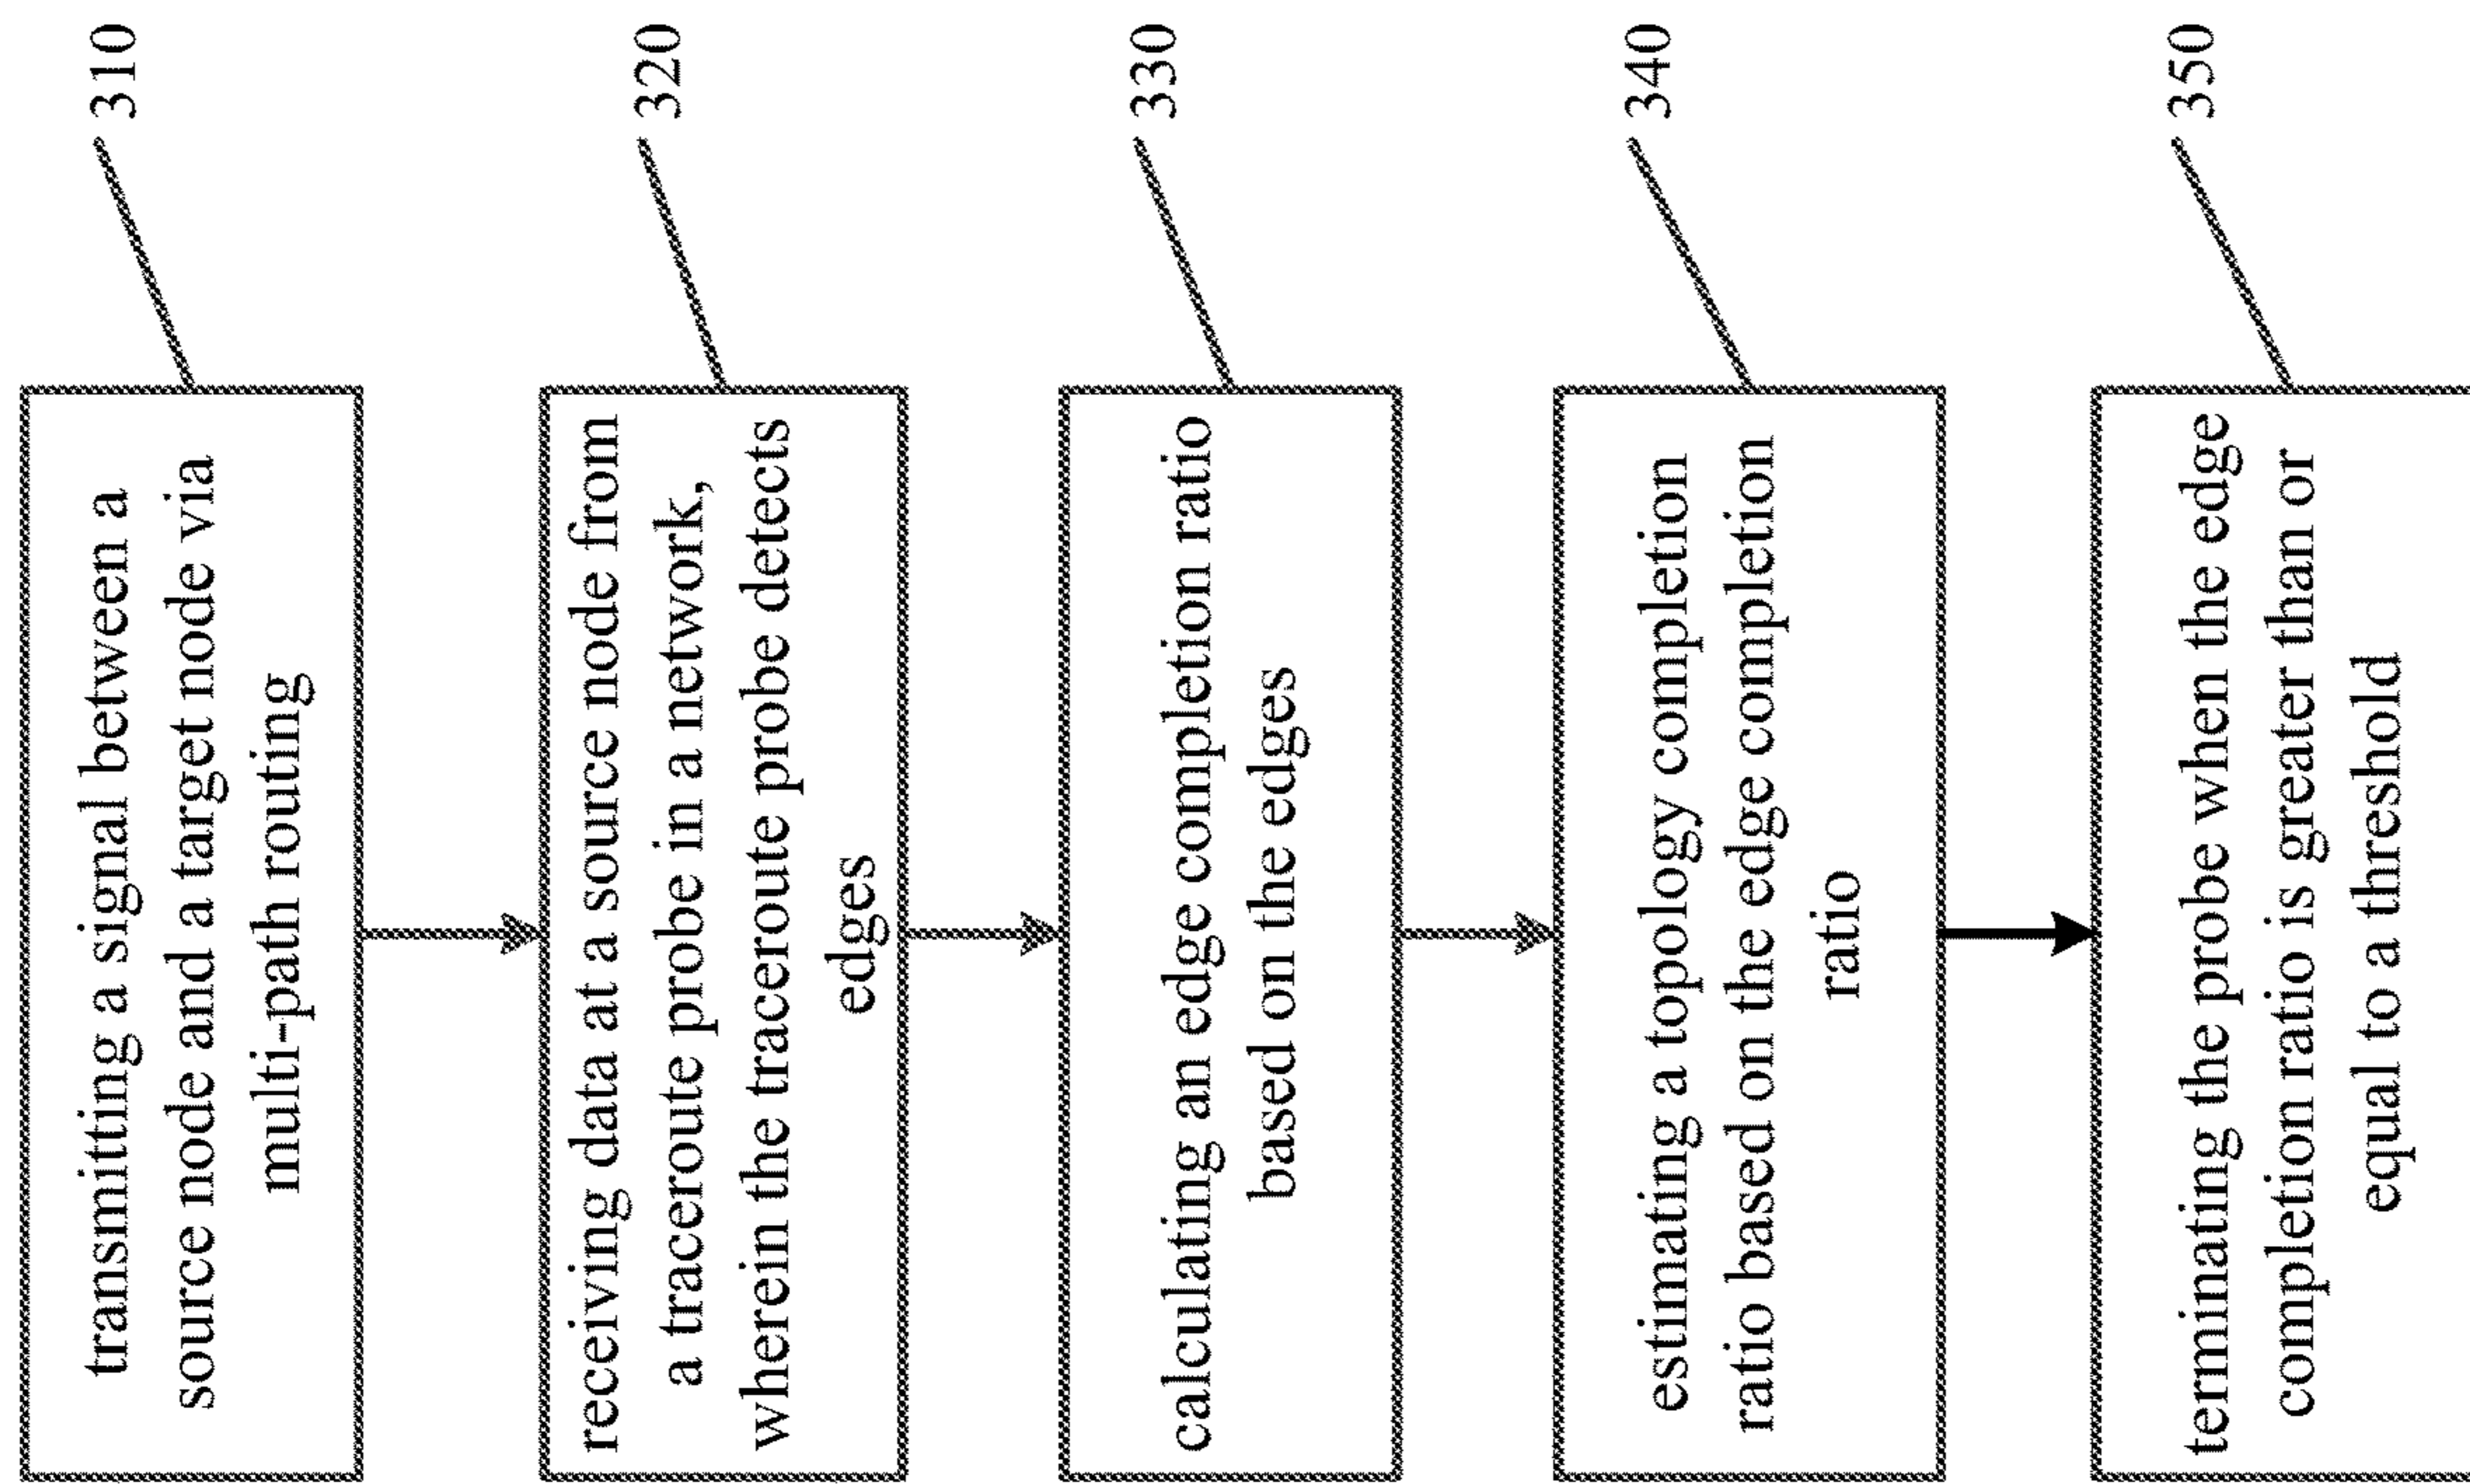 transmitting a signal between a
source node and a target node via
multi-path routing
310
receiving data at a source node from
a traceroute probe in a network,
wherein the traceroute probe detects
edges
320
calculating an edge completion ratio
based on the edges
330
estimating a topology completion
ratio based on the edge completion
ratio
340
terminating the probe when the edge
completion ratio is greater than or
equal to a threshold
350